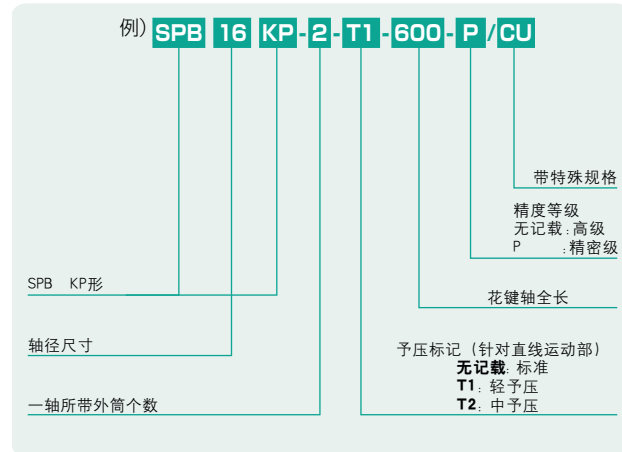 例) SPB 16 KP-2-T1-600-P/CU
带特殊规格
精度等级
无记载:高级
P :精密级
SPB KP形
花键轴全长
轴径尺寸
予压标记（针对直线运动部）
无记载: 标准
T1: 轻予压
T2: 中予压
一轴所带外筒个数